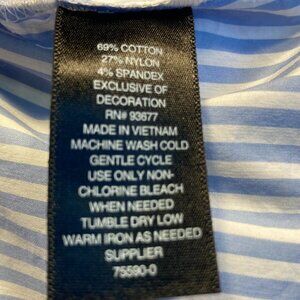 69% COTTON
27% NYLON
4% SPANDEX
EXCLUSIVE OF
DECORATION
RN# 93677
MADE IN VIETNAM
MACHINE WASH COLD
GENTLE CYCLE
USE ONLY NON-
CHLORINE BLEACH
WHEN NEEDED
TUMBLE DRY LOW
WARM IRON AS NEEDED
SUPPLIER
75590-0